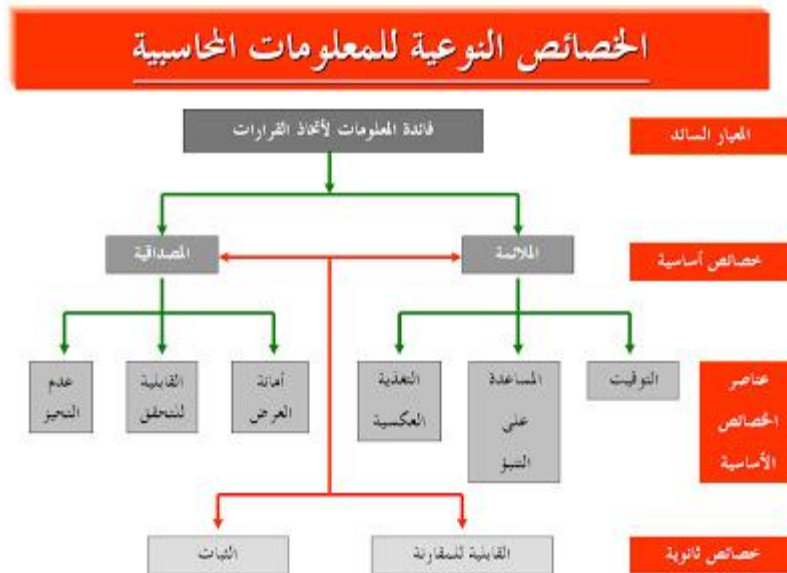 الخصائص النوعية للمعلومات المحاسبية
المعيار السائد
فائدة المعلومات لأتخاذ القرارات
خصائص أساسية
الملائمة
المصداقية
عناصر
الخصائص
الأساسية
التوقيت
المساعدة
على
التنبؤ
التغذية
العكسية
أمانة
العرض
القابلية
للتحقق
عدم
التحيز
خصائص ثانوية
القابلية للمقارنة
الثبات